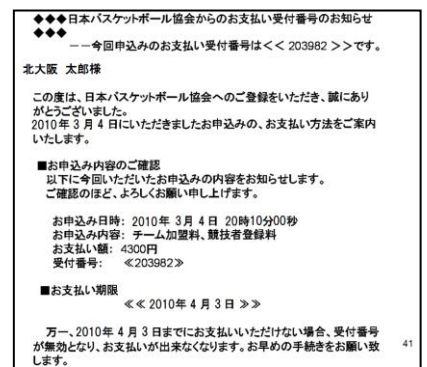 ◆◆◆日本バスケットボール協会からのお支払い受付番号のお知らせ
◆◆◆
－－今回申込みのお支払い受付番号は＜＜ 203982 ＞＞です。
北大阪 太郎様
この度は、日本バスケットボール協会へのご登録をいただき、誠にあり
がとうございました。
2010年 3 月 4 日にいただきましたお申込みの、お支払い方法をご案内
いたします。
■お申込み内容のご確認
以下に今回いただいたお申込みの内容をお知らせします。
ご確認のほど、よろしくお願い申し上げます。
お申込み日時: 2010年 3月 4 日 20時10分00秒
お申込み内容: チーム加盟料、競技者登録料
お支払い額: 4300円
受付番号: ≪203982≫
■お支払い期限
≪≪ 2010年 4 月 3 日 ≫≫
万一、2010年 4 月 3 日までにお支払いいただけない場合、受付番号
が無効となり、お支払いが出来なくなります。お早めの手続きをお願い致
します。
41